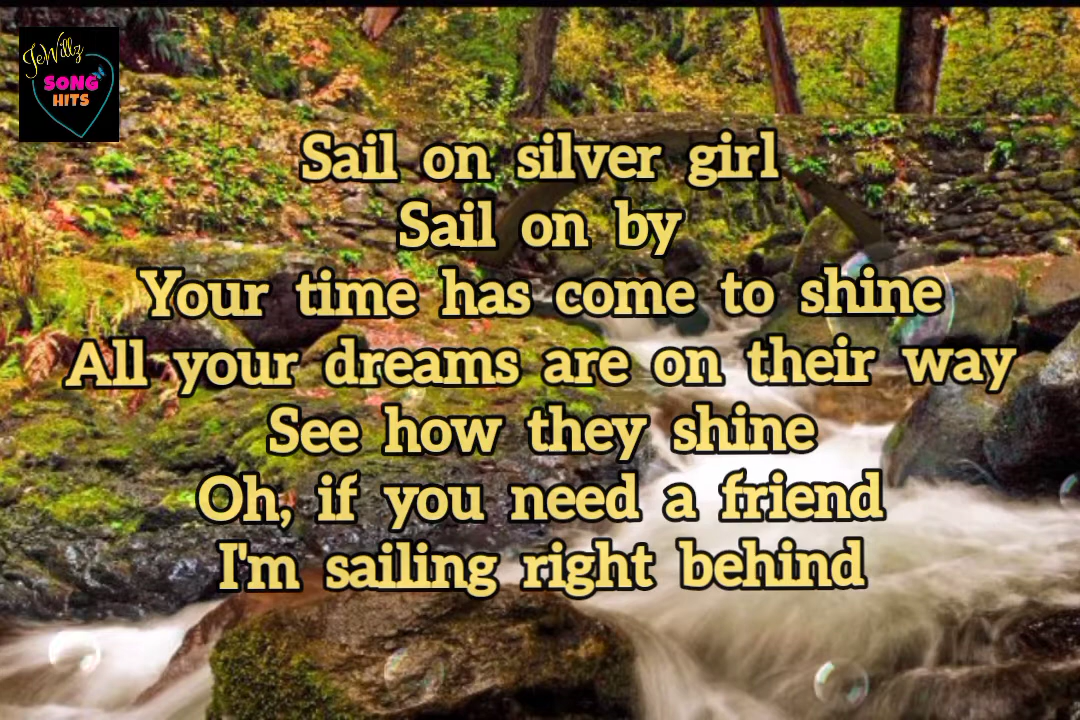 JeWillz
SONG
HITS
Sail on silver girl
Sail on by
Your time has come to shine
All your dreams are on their way
See how they shine
Oh, if you need a friend
I'm sailing right behind